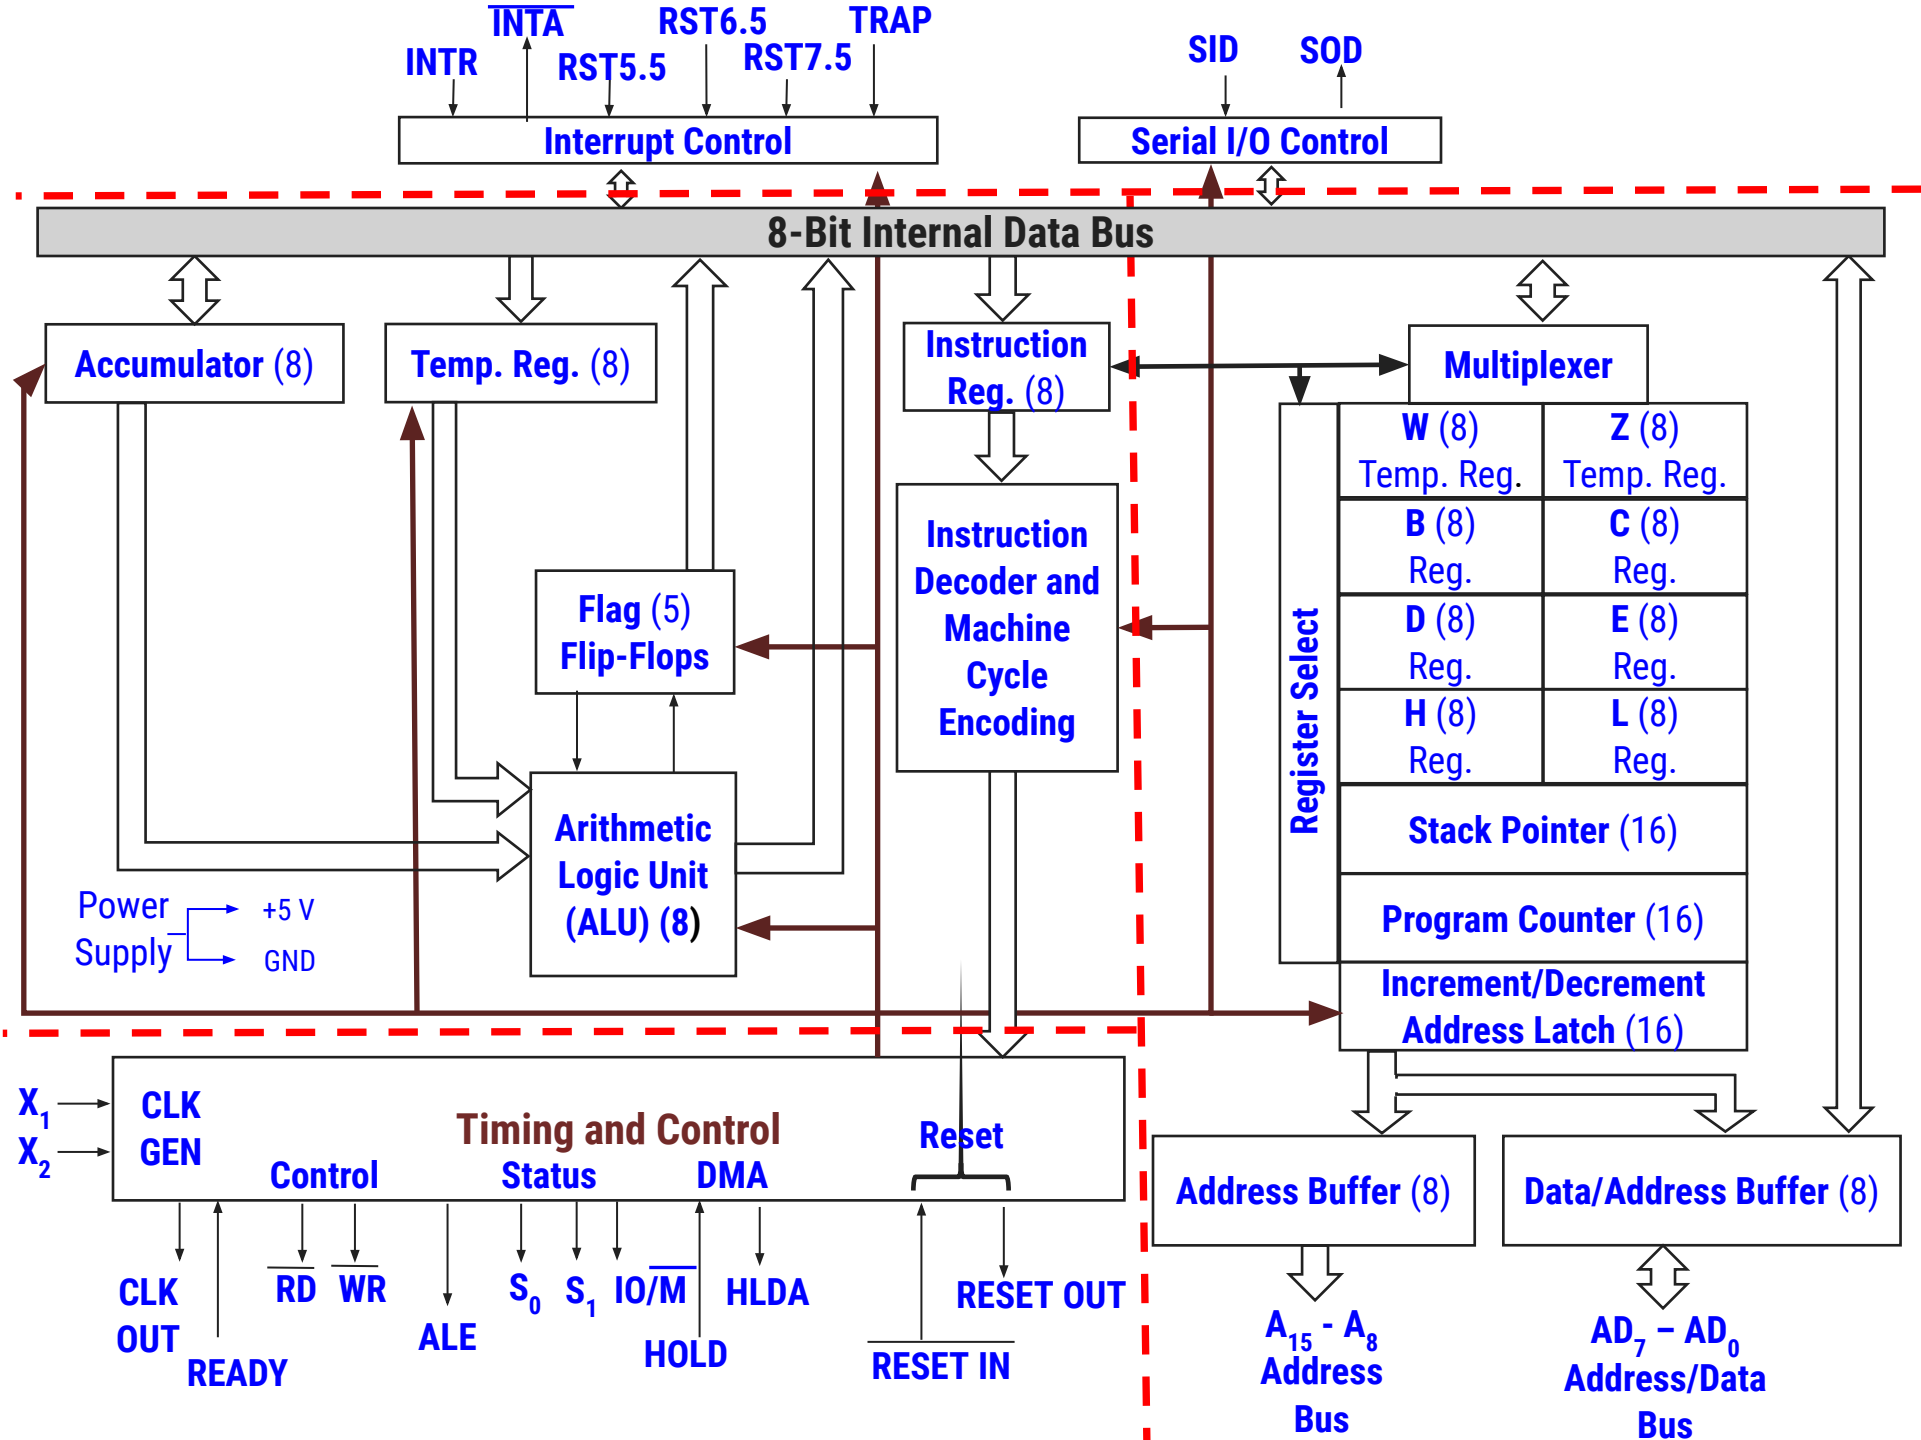 INTA
RST6.5
TRAP
INTR
RST5.5
RST7.5
SID
SOD
Interrupt Control
Serial I/O Control
8-Bit Internal Data Bus
Accumulator (8)
Temp. Reg. (8)
Instruction
Reg. (8)
Multiplexer
W (8)
Temp. Reg.
Z (8)
Temp. Reg.
B (8)
Reg.
C (8)
Reg.
D (8)
Reg.
E (8)
Reg.
H (8)
Reg.
L (8)
Reg.
Register Select
Stack Pointer (16)
Program Counter (16)
Increment/Decrement
Address Latch (16)
Instruction
Decoder and
Machine
Cycle
Encoding
Flag (5)
Flip-Flops
Arithmetic
Logic Unit
(ALU) (8)
Power
Supply
+5 V
GND
X1
X2
CLK
GEN
Timing and Control
Reset
Control
Status
DMA
Address Buffer (8)
Data/Address Buffer (8)
CLK
OUT
READY
RD
WR
ALE
S0
S1
IO/M
HOLD
HLDA
RESET IN
RESET OUT
A15 - A8
Address
Bus
AD7 – AD0
Address/Data
Bus